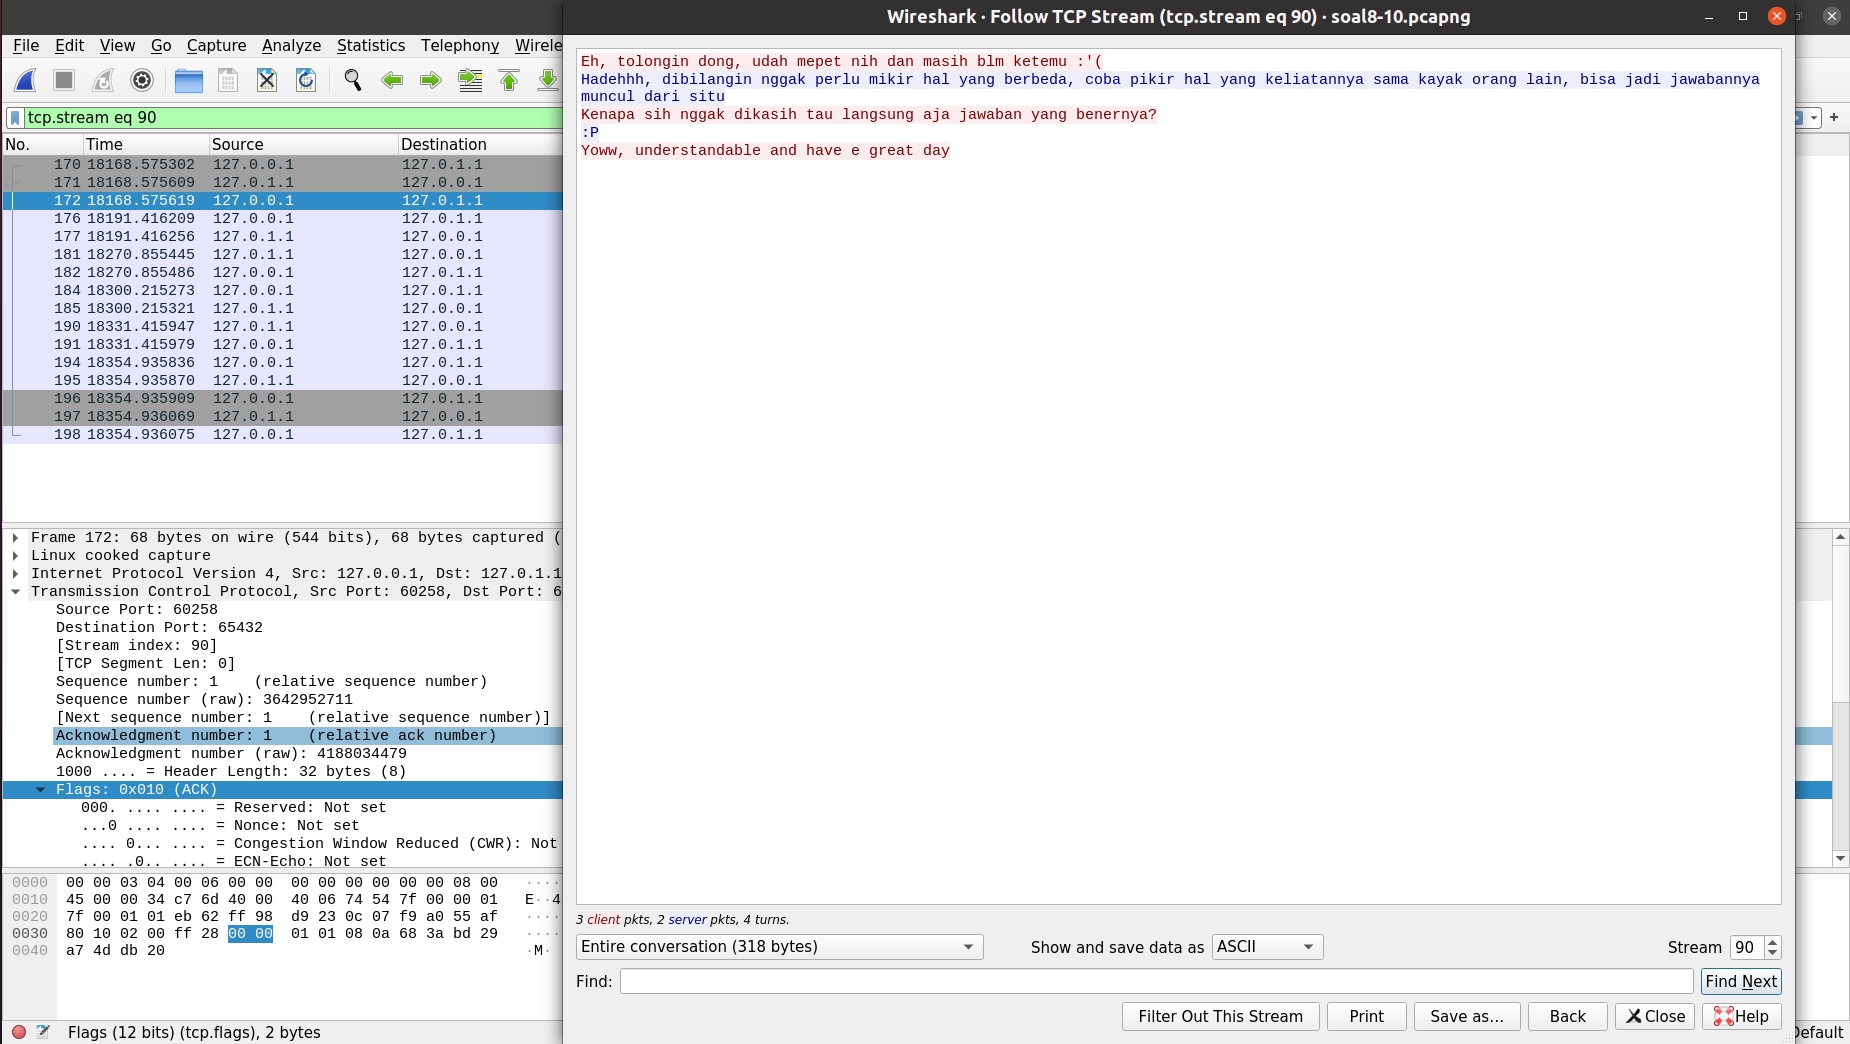 Wireshark · Follow TCP Stream (tcp.stream eq 90) · soal8-10.pcapng
File Edit View Go Capture Analyze Statistics Telephony Wirele
tcp.stream eq 90
+
No. Time Source Destination
170 18168.575302 127.0.0.1 127.0.1.1
171 18168.575609 127.0.1.1 127.0.0.1
172 18168.575619 127.0.0.1 127.0.1.1
176 18191.416209 127.0.0.1 127.0.1.1
177 18191.416256 127.0.1.1 127.0.0.1
181 18270.855445 127.0.1.1 127.0.0.1
182 18270.855486 127.0.0.1 127.0.1.1
184 18300.215273 127.0.0.1 127.0.1.1
185 18300.215321 127.0.1.1 127.0.0.1
190 18331.415947 127.0.1.1 127.0.0.1
191 18331.415979 127.0.0.1 127.0.1.1
194 18354.935836 127.0.0.1 127.0.1.1
195 18354.935870 127.0.1.1 127.0.0.1
196 18354.935909 127.0.0.1 127.0.1.1
197 18354.936069 127.0.1.1 127.0.0.1
198 18354.936075 127.0.0.1 127.0.1.1
Frame 172: 68 bytes on wire (544 bits), 68 bytes captured (
Linux cooked capture
Internet Protocol Version 4, Src: 127.0.0.1, Dst: 127.0.1.1
Transmission Control Protocol, Src Port: 60258, Dst Port: 6
Source Port: 60258
Destination Port: 65432
[Stream index: 90]
[TCP Segment Len: 0]
Sequence number: 1 (relative sequence number)
Sequence number (raw): 3642952711
[Next sequence number: 1 (relative sequence number)]
Acknowledgment number: 1 (relative ack number)
Acknowledgment number (raw): 4188034479
1000 .... = Header Length: 32 bytes (8)
Flags: 0x010 (ACK)
000. .... .... = Reserved: Not set
...0 .... .... = Nonce: Not set
.... 0... .... = Congestion Window Reduced (CWR): Not
.... .0.. .... = ECN-Echo: Not set
0000 00 00 03 04 00 06 00 00 00 00 00 00 00 00 08 00 ····
0010 45 00 00 34 c7 6d 40 00 40 06 74 54 7f 00 00 01 E··4
0020 7f 00 01 01 eb 62 ff 98 d9 23 0c 07 f9 a0 55 af ····
0030 80 10 02 00 ff 28 00 00 01 01 08 0a 68 3a bd 29 ····
0040 a7 4d db 20 ·M·
Flags (12 bits) (tcp.flags), 2 bytes
Eh, tolongin dong, udah mepet nih dan masih blm ketemu :'(
Hadehhh, dibilangin nggak perlu mikir hal yang berbeda, coba pikir hal yang keliatannya sama kayak orang lain, bisa jadi jawabannya
muncul dari situ
Kenapa sih nggak dikasih tau langsung aja jawaban yang benernya?
:P
Yoww, understandable and have e great day
3 client pkts, 2 server pkts, 4 turns.
Entire conversation (318 bytes) Show and save data as ASCII Stream 90
Find: Find Next
Filter Out This Stream Print Save as… Back Close Help
Default